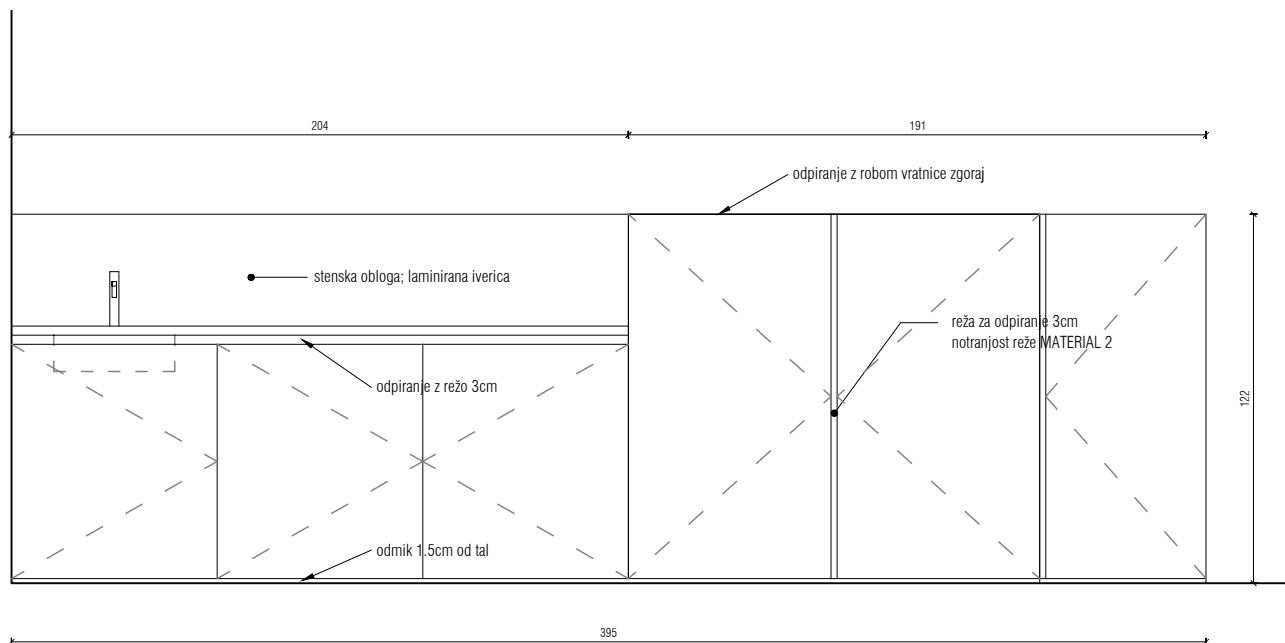 204
191
odpiranje z robom vratnice zgoraj
stenska obloga; laminirana iverica
reža za odpiranje 3cm
notranjost reže MATERIAL 2
odpiranje z režo 3cm
122
odmik 1.5cm od tal
395